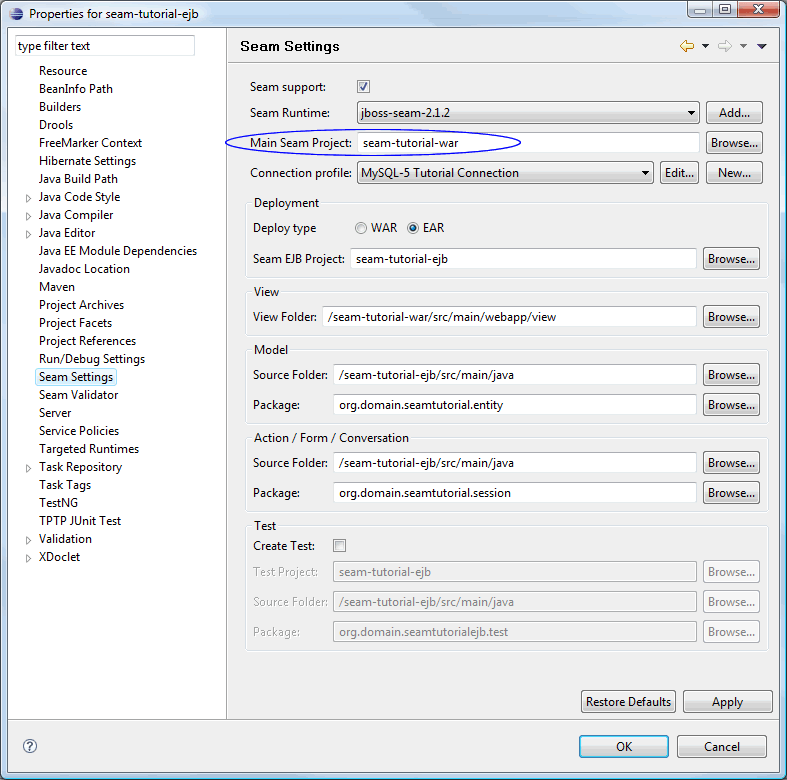 Properties for seam-tutorial-ejb
type filter text
Resource
BeanInfo Path
Builders
Drools
FreeMarker Context
Hibernate Settings
Java Build Path
Java Code Style
Java Compiler
Java Editor
Java EE Module Dependencies
Javadoc Location
Maven
Project Archives
Project Facets
Project References
Run/Debug Settings
Seam Settings
Seam Validator
Server
Service Policies
Targeted Runtimes
Task Repository
Task Tags
TestNG
TPTP JUnit Test
Validation
XDoclet
Seam Settings
Seam support:
Seam Runtime: jboss-seam-2.1.2 Add...
Main Seam Project: seam-tutorial-war Browse...
Connection profile: MySQL-5 Tutorial Connection Edit... New...
Deployment
Deploy type WAR EAR
Seam EJB Project: seam-tutorial-ejb Browse...
View
View Folder: /seam-tutorial-war/src/main/webapp/view Browse...
Model
Source Folder: /seam-tutorial-ejb/src/main/java Browse...
Package: org.domain.seamtutorial.entity Browse...
Action / Form / Conversation
Source Folder: /seam-tutorial-ejb/src/main/java Browse...
Package: org.domain.seamtutorial.session Browse...
Test
Create Test:
Test Project: seam-tutorial-ejb Browse...
Source Folder: /seam-tutorial-ejb/src/main/java Browse...
Package: org.domain.seamtutorialejb.test Browse...
Restore Defaults Apply
? OK Cancel